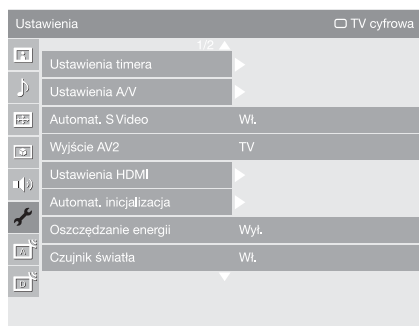 Ustawienia TV cyfrowa
1/2
Ustawienia timera
Ustawienia A/V
Automat. S Video Wł.
Wyjście AV2 TV
Ustawienia HDMI
Automat. inicjalizacja
Oszczędzanie energii Wył.
Czujnik światła Wł.
A
D